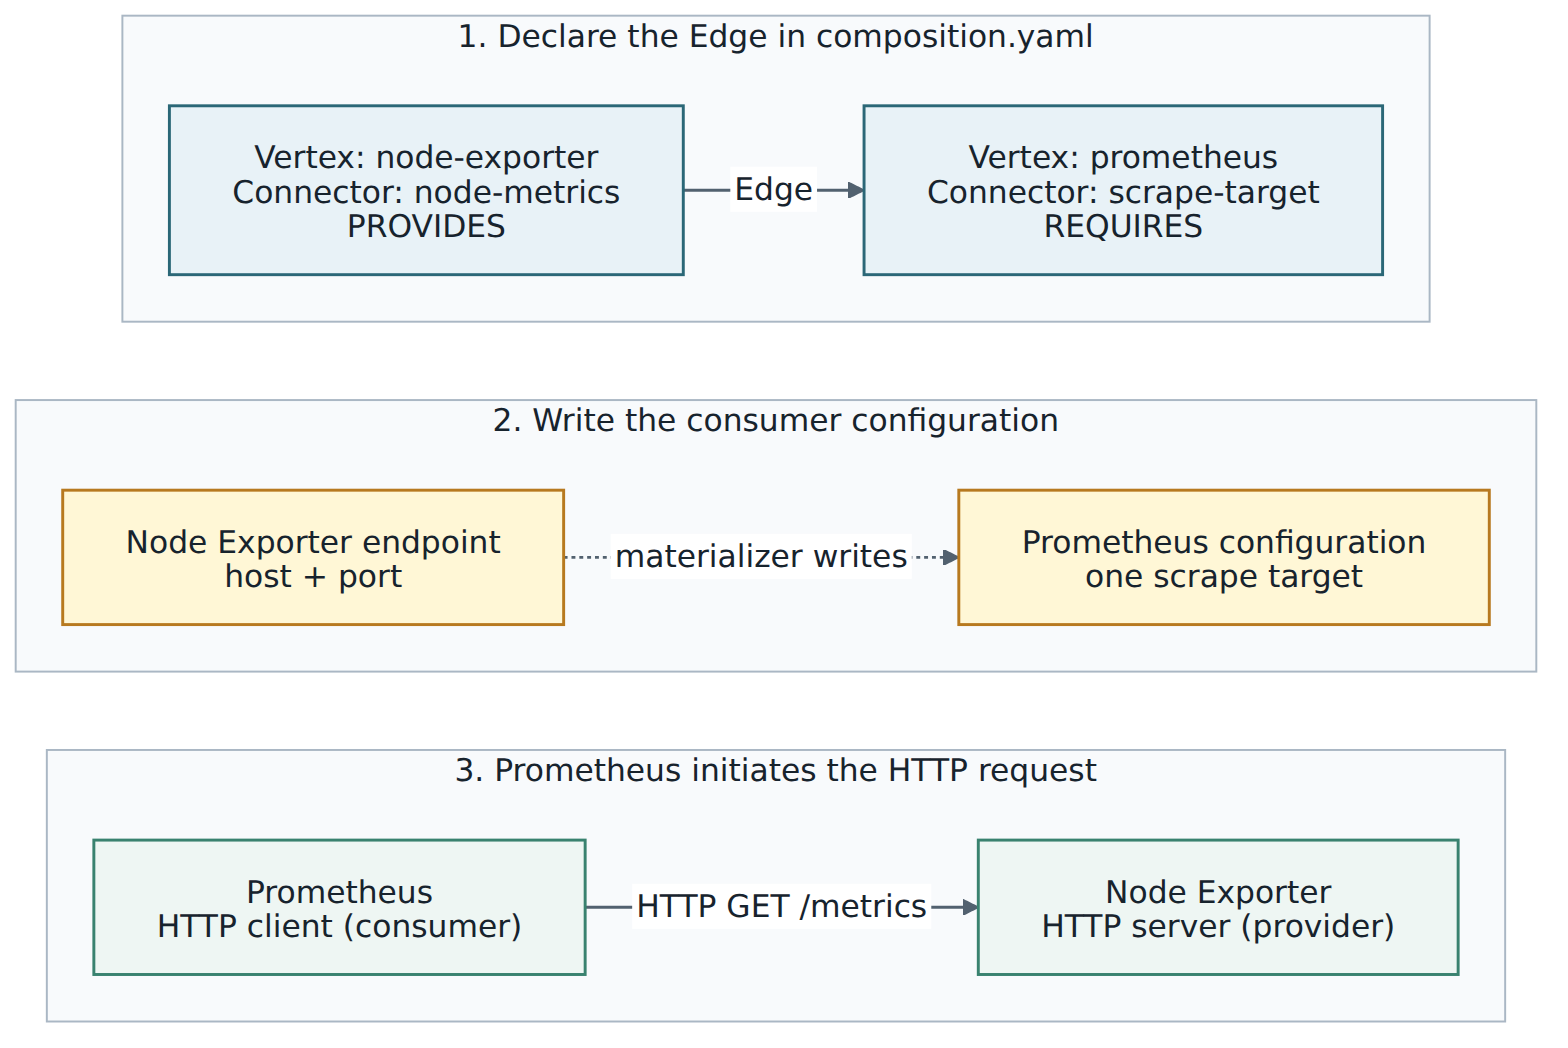 1. Declare the Edge in composition.yaml
Vertex: node-exporter
Connector: node-metrics
PROVIDES
Edge
Vertex: prometheus
Connector: scrape-target
REQUIRES
2. Write the consumer configuration
Node Exporter endpoint
host + port
materializer writes
Prometheus configuration
one scrape target
3. Prometheus initiates the HTTP request
Prometheus
HTTP client (consumer)
HTTP GET /metrics
Node Exporter
HTTP server (provider)